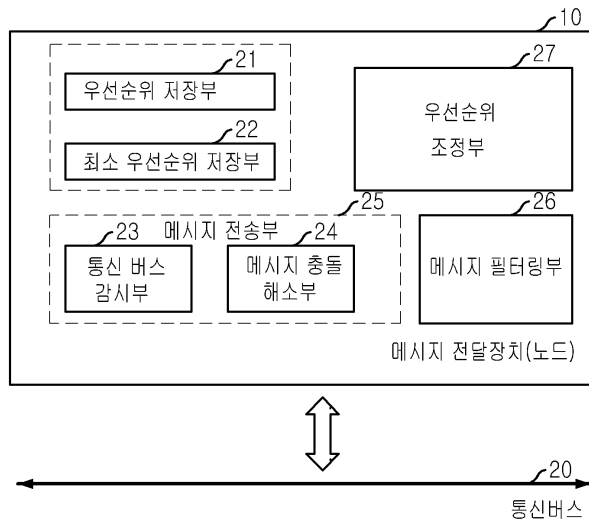 10
21
우선순위 저장부
22
최소 우선순위 저장부
27
우선순위
조정부
25
메시지 전송부
23
통신 버스
감시부
24
메시지 충돌
해소부
26
메시지 필터링부
메시지 전달장치(노드)
20
통신버스